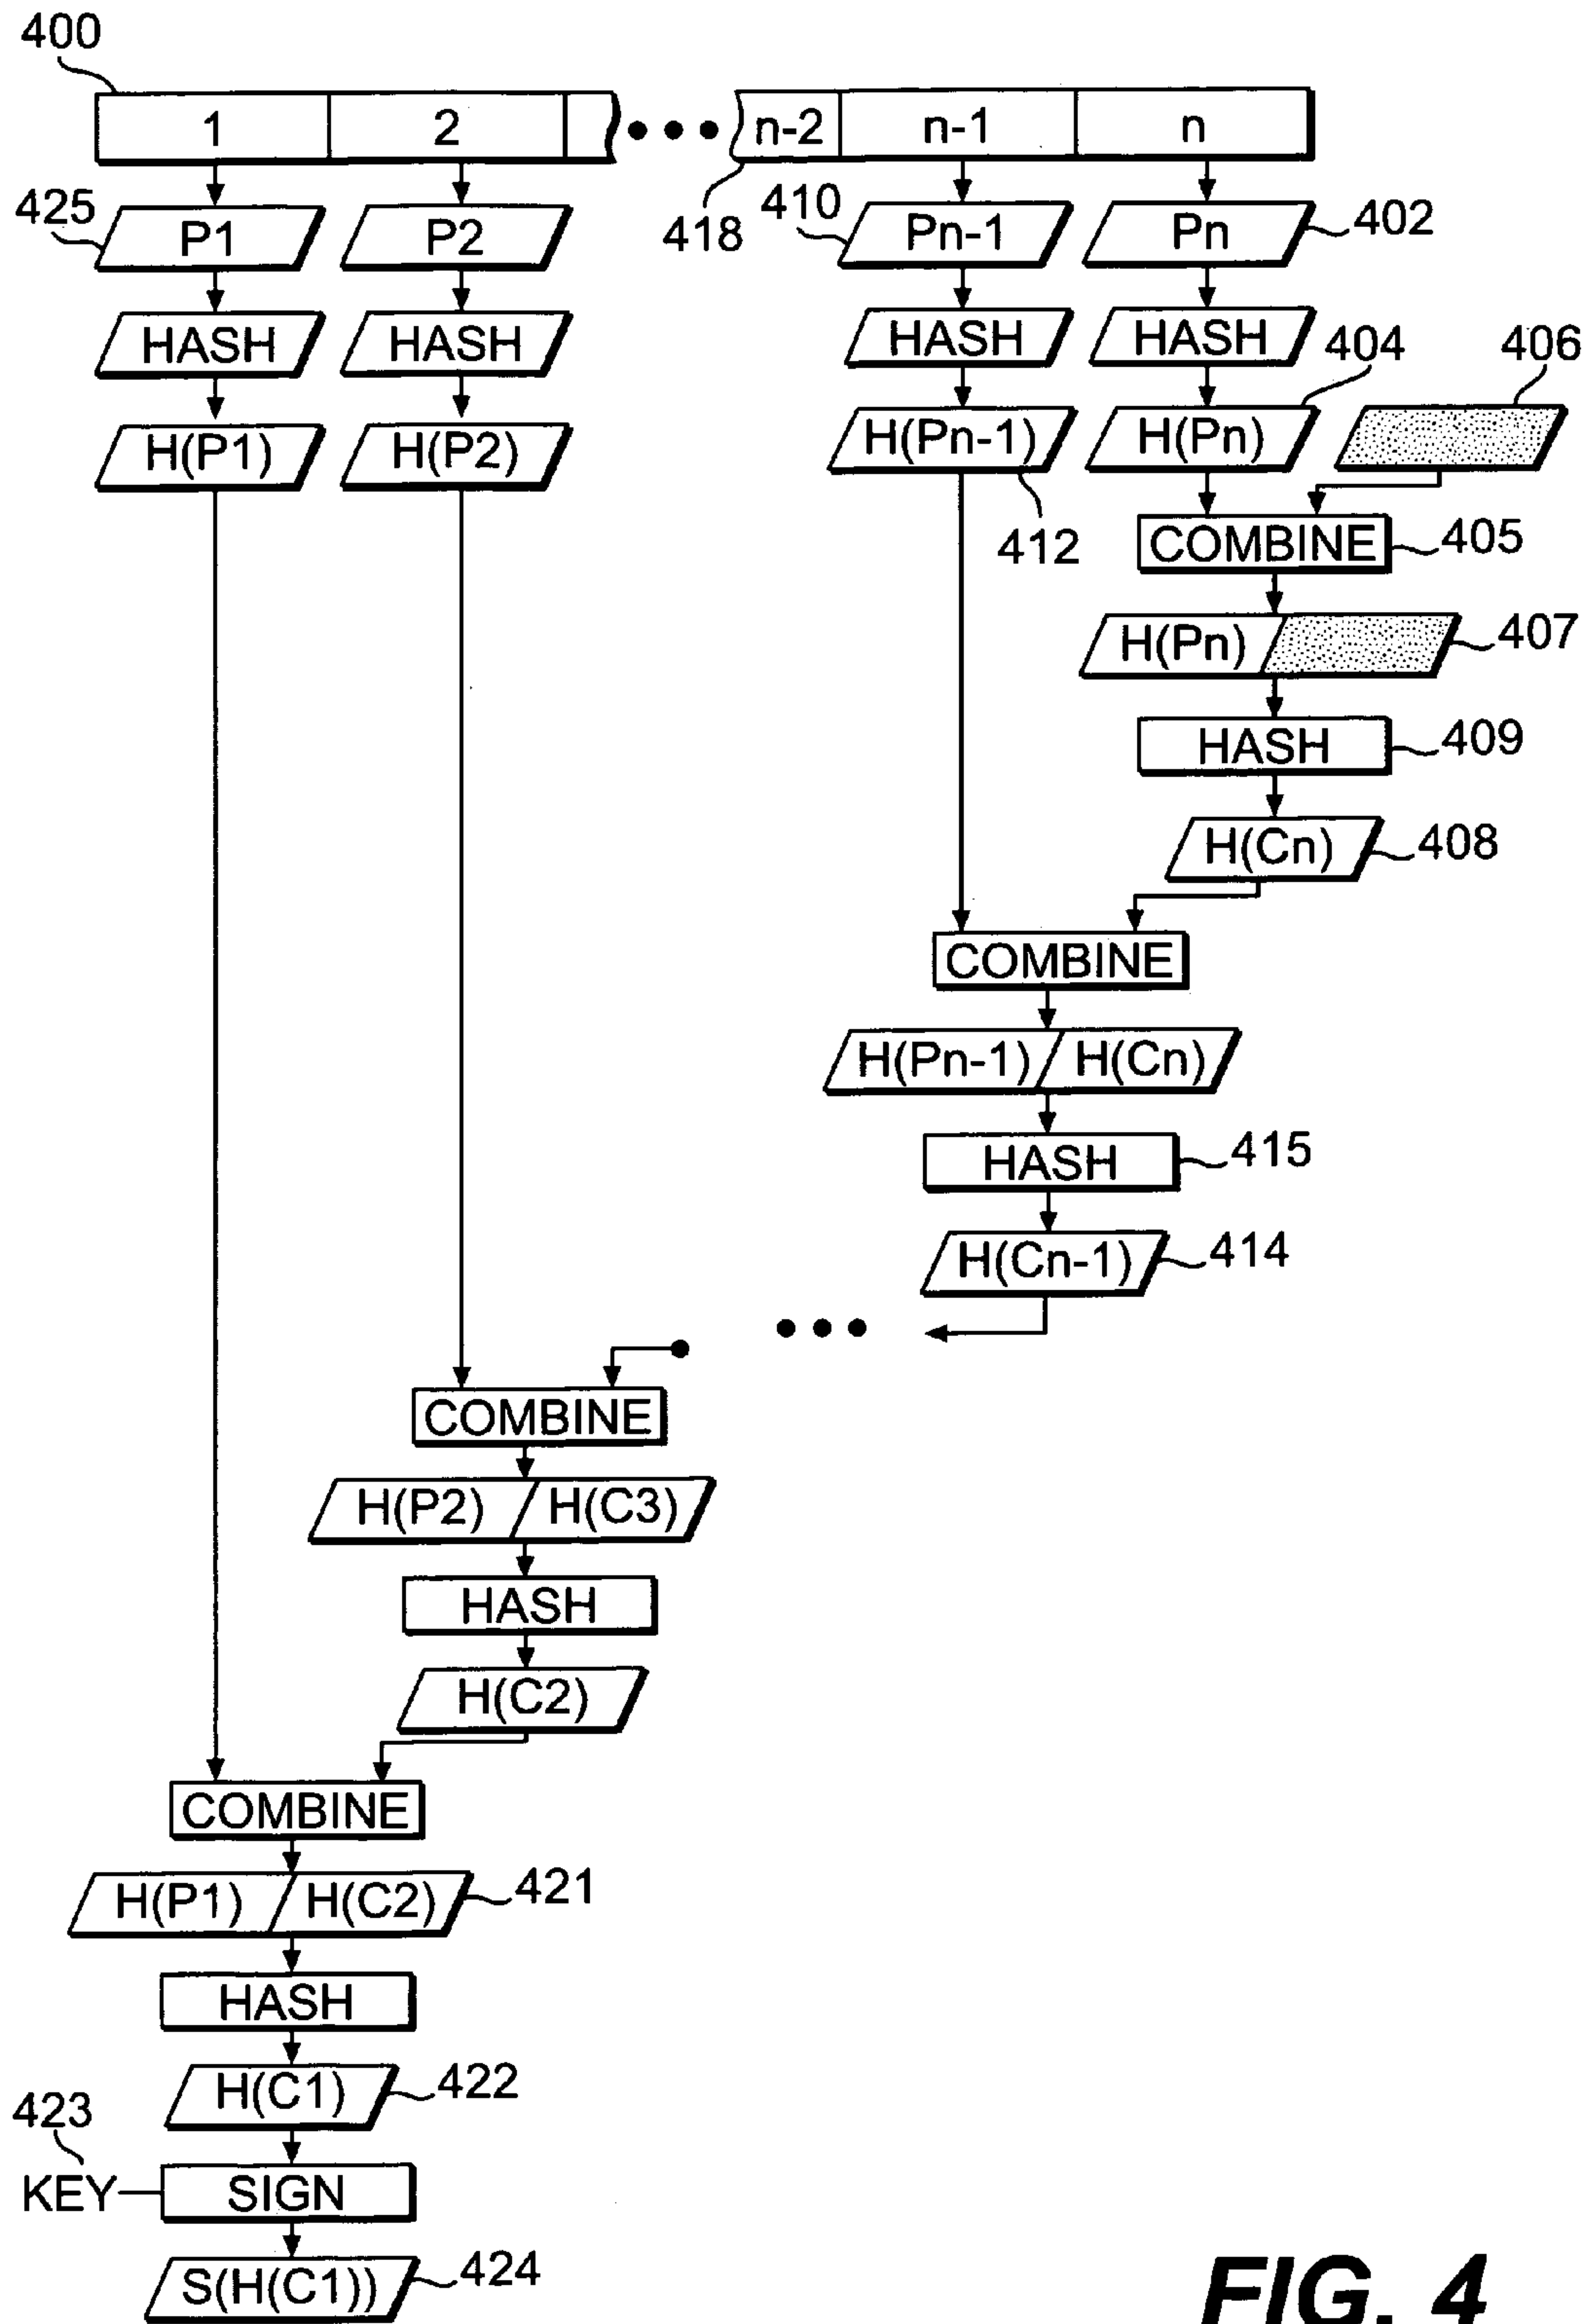 400
1 2 n-2 n-1 n
425 P1 P2 418 410 Pn-1 Pn 402
HASH HASH HASH HASH 404 406
H(P1) H(P2) H(Pn-1) H(Pn)
412 COMBINE 405
H(Pn) 407
HASH 409
H(Cn) 408
COMBINE
H(Pn-1) H(Cn)
HASH 415
H(Cn-1) 414
COMBINE
H(P2) H(C3)
HASH
H(C2)
COMBINE
H(P1) H(C2) 421
HASH
H(C1) 422
423
KEY SIGN
S(H(C1)) 424
FIG. 4